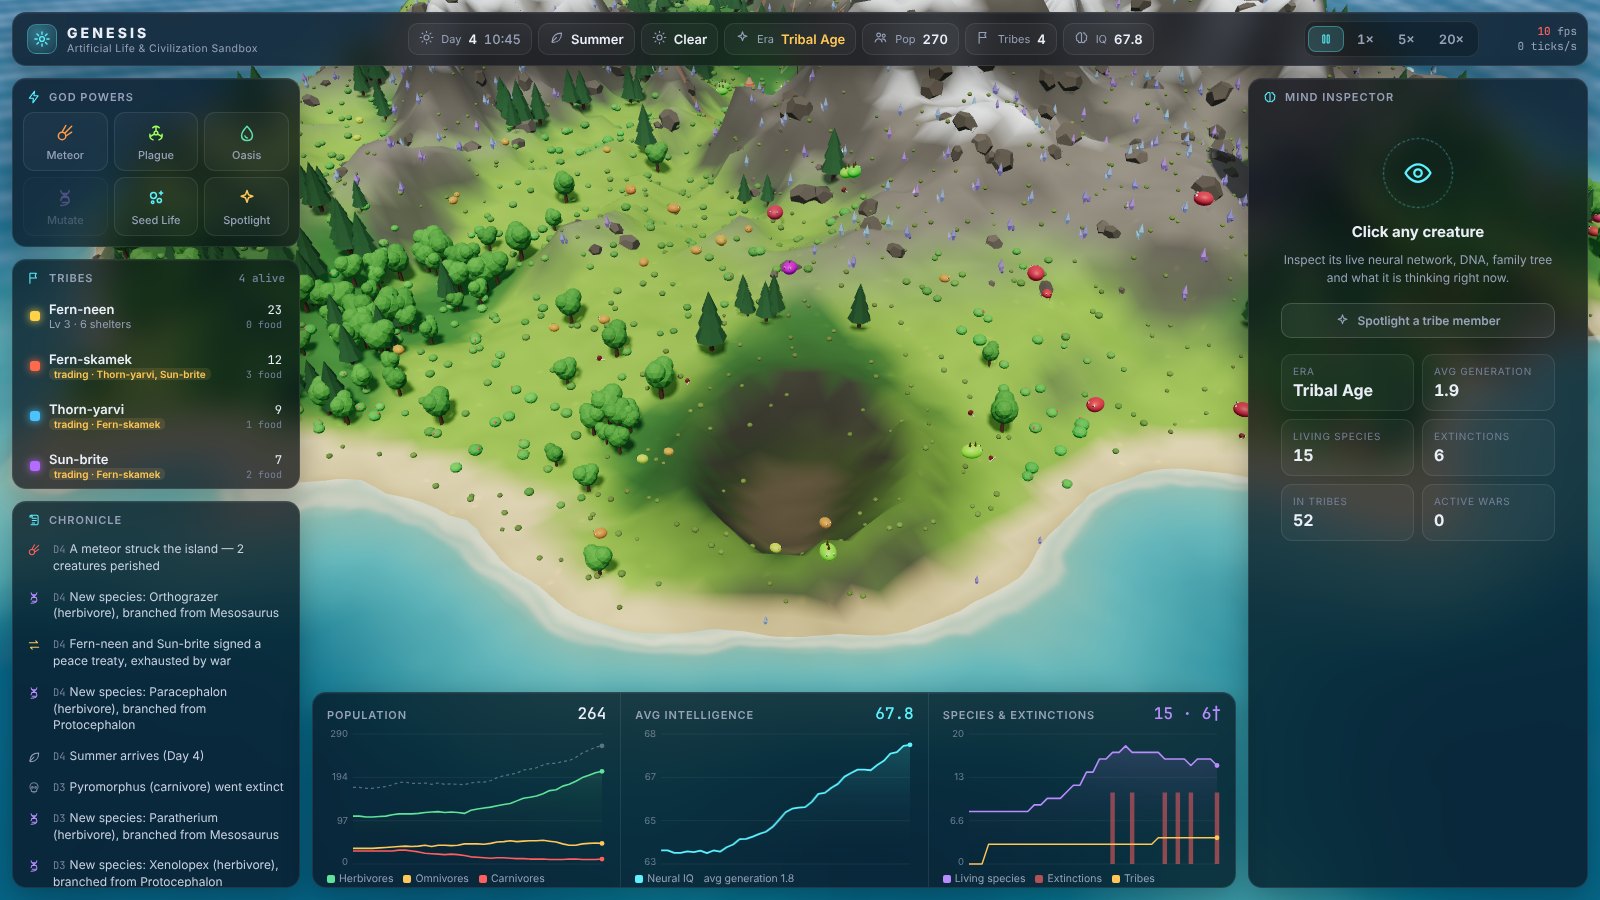 GENESIS
Artificial Life & Civilization Sandbox
Day 4 10:45
Summer
Clear
Era Tribal Age
Pop 270
Tribes 4
IQ 67.8
1×
5×
20×
10 fps
0 ticks/s
GOD POWERS
Meteor
Plague
Oasis
Mutate
Seed Life
Spotlight
TRIBES
4 alive
Fern-neen
23
Lv 3 · 6 shelters
0 food
Fern-skamek
12
trading · Thorn-yarvi, Sun-brite
3 food
Thorn-yarvi
9
trading · Fern-skamek
1 food
Sun-brite
7
trading · Fern-skamek
2 food
CHRONICLE
D4 A meteor struck the island — 2
creatures perished
D4 New species: Orthograzer
(herbivore), branched from Mesosaurus
D4 Fern-neen and Sun-brite signed a
peace treaty, exhausted by war
D4 New species: Paracephalon
(herbivore), branched from
Protocephalon
D4 Summer arrives (Day 4)
D3 Pyromorphus (carnivore) went extinct
D3 New species: Paratherium
(herbivore), branched from Mesosaurus
D3 New species: Xenolopex (herbivore),
branched from Protocephalon
POPULATION
264
290
194
97
0
Herbivores
Omnivores
Carnivores
AVG INTELLIGENCE
67.8
68
67
65
63
Neural IQ
avg generation 1.8
SPECIES & EXTINCTIONS
15 · 6†
20
13
6.6
0
Living species
Extinctions
Tribes
MIND INSPECTOR
Click any creature
Inspect its live neural network, DNA, family tree
and what it is thinking right now.
Spotlight a tribe member
ERA
Tribal Age
AVG GENERATION
1.9
LIVING SPECIES
15
EXTINCTIONS
6
IN TRIBES
52
ACTIVE WARS
0